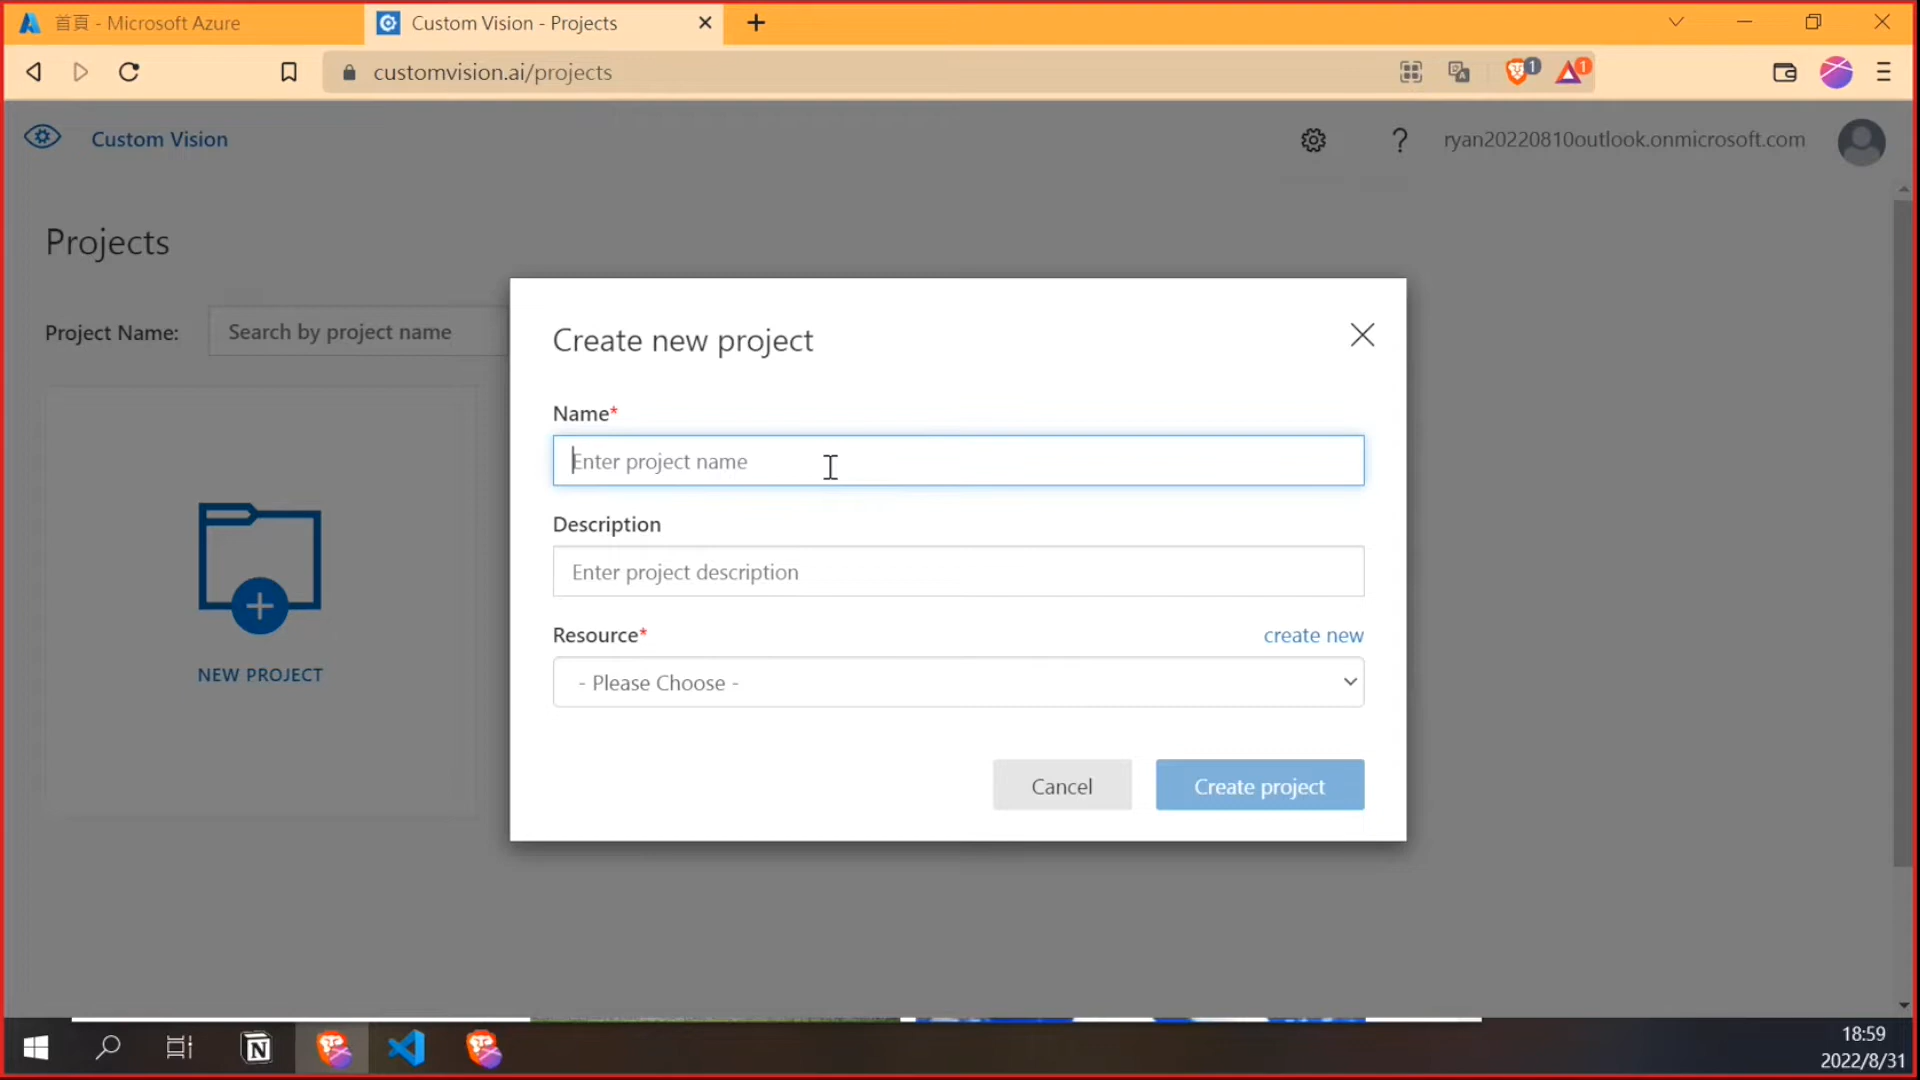 首頁 - Microsoft Azure
Custom Vision - Projects
customvision.ai/projects
1
1
Custom Vision
?
ryan20220810outlook.onmicrosoft.com
Projects
Project Name:
Search by project name
NEW PROJECT
Create new project
Name*
Enter project name
Description
Enter project description
Resource*
create new
- Please Choose -
Cancel
Create project
18:59
2022/8/31